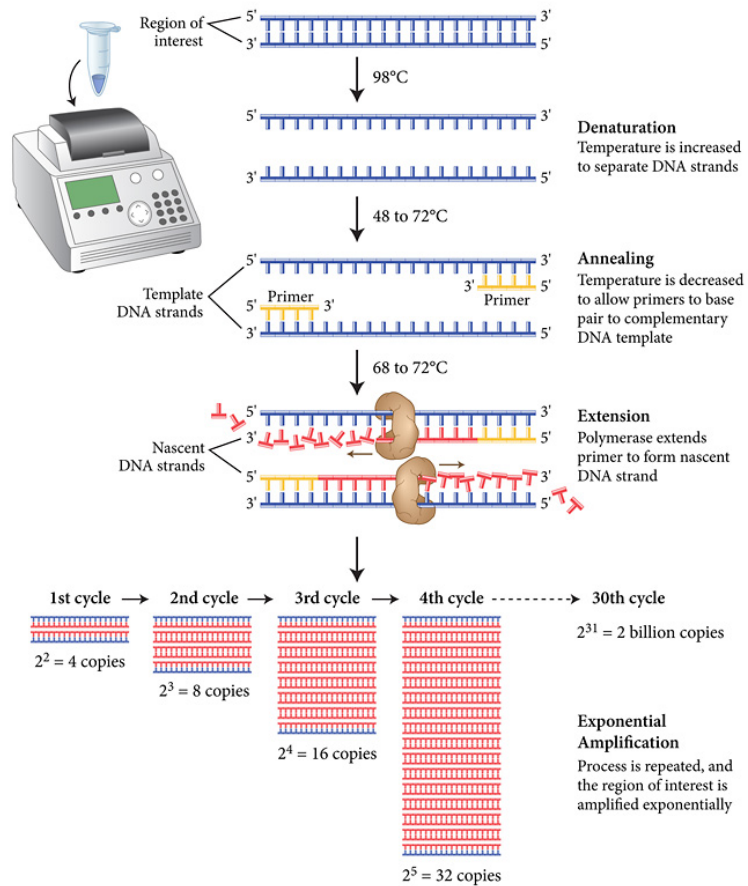 Region of
interest
5'
3'
3'
5'
98°C
5'
3'
3'
5'
Denaturation
Temperature is increased
to separate DNA strands
48 to 72°C
5'
3'
5'
Primer
Template
DNA strands
Primer
5'
3'
3'
Annealing
Temperature is decreased
to allow primers to base
pair to complementary
DNA template
68 to 72°C
5'
3'
3'
5'
Nascent
DNA strands
5'
3'
3'
5'
Extension
Polymerase extends
primer to form nascent
DNA strand
1st cycle
2nd cycle
3rd cycle
4th cycle
30th cycle
2² = 4 copies
2³ = 8 copies
2⁴ = 16 copies
2⁵ = 32 copies
2³¹ = 2 billion copies
Exponential
Amplification
Process is repeated, and
the region of interest is
amplified exponentially